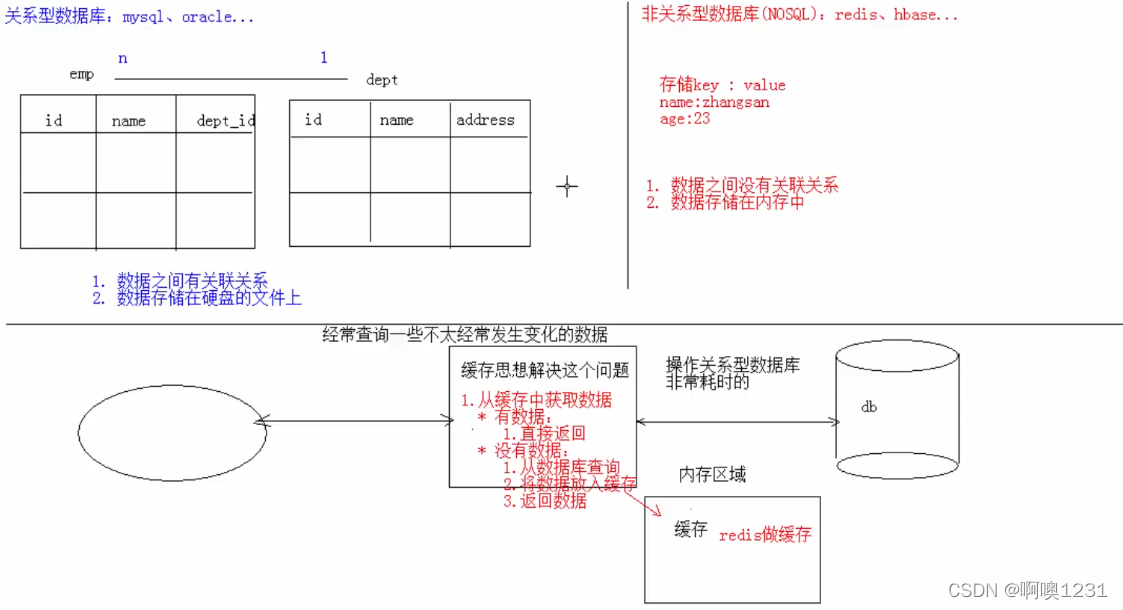 关系型数据库：mysql、oracle...
非关系型数据库(NOSQL)：redis、hbase...
n 1
emp dept
id name dept_id
id name address
存储key : value
name:zhangsan
age:23
1. 数据之间没有关联关系
2. 数据存储在内存中
1. 数据之间有关联关系
2. 数据存储在硬盘的文件上
经常查询一些不太经常发生变化的数据
缓存思想解决这个问题
1.从缓存中获取数据
* 有数据：
1.直接返回
* 没有数据：
1.从数据库查询
2.将数据放入缓存
3.返回数据
操作关系型数据库
非常耗时的
db
内存区域
缓存 redis做缓存
CSDN @啊噢1231